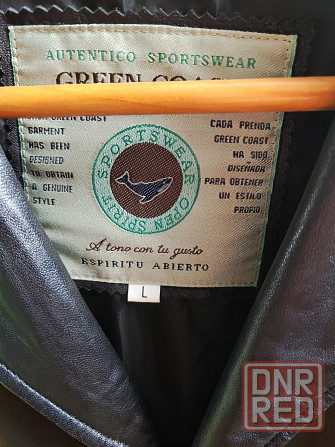 AUTENTICO SPORTSWEAR
GREEN COAST
GREEN COAST
GARMENT
HAS BEEN
DESIGNED
TO OBTAIN
A GENUINE
STYLE
SPORTSWEAR
OPEN SPIRIT
CADA PRENDA
GREEN COAST
HA SIDO
DISEÑADA
PARA OBTENER
UN ESTILO
PROPIO
A tono con tu gusto
ESPIRITU ABIERTO
L
DNR
RED